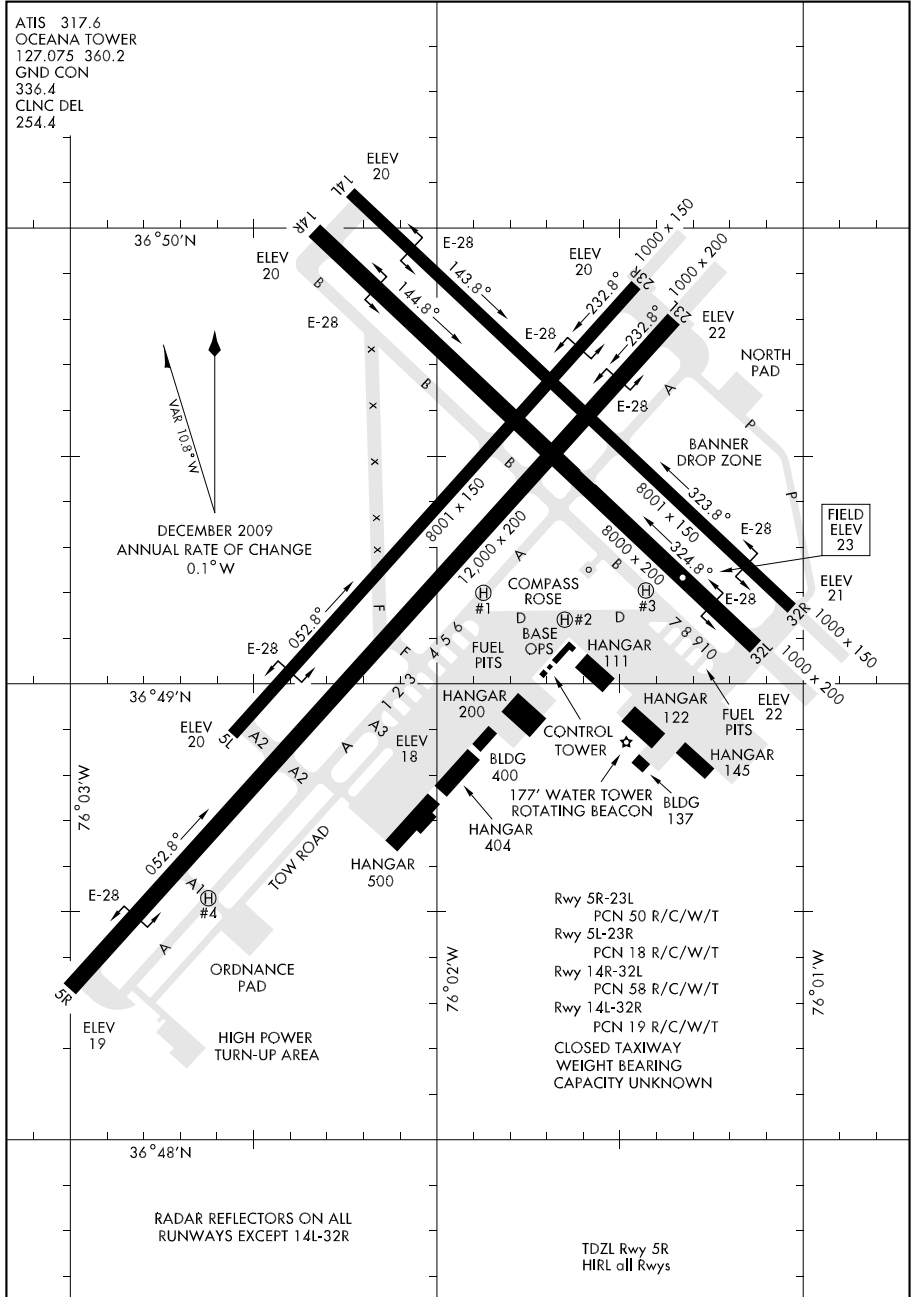 ATIS 317.6
OCEANA TOWER
127.075 360.2
GND CON
336.4
CLNC DEL
254.4
ELEV
20
14L
14R
36°50'N
ELEV
20
E-28
E-28
143.8°
144.8°
B
ELEV
20
23R
1000 x 150
232.8°
23L
1000 x 200
232.8°
ELEV
22
E-28
E-28
NORTH
PAD
VAR 10.8°W
X
X
X
X
X
B
A
P
B
BANNER
DROP ZONE
P
DECEMBER 2009
ANNUAL RATE OF CHANGE
0.1°W
8001 x 150
12,000 x 200
A
B
8001 x 150
8000 x 200
323.8°
324.8°
E-28
E-28
FIELD
ELEV
23
ELEV
21
32R
1000 x 150
COMPASS
ROSE
H
#1
H
#2
H
#3
D
D
F
F
052.8°
E-28
1 2 3
4 5 6
7 8 9 10
FUEL
PITS
BASE
OPS
HANGAR
111
32L
1000 x 200
ELEV
22
36°49'N
FUEL
PITS
HANGAR
200
HANGAR
122
ELEV
20
5L
A2
A2
A
A3
ELEV
18
CONTROL
TOWER
HANGAR
145
BLDG
400
177' WATER TOWER
ROTATING BEACON
BLDG
137
76°03'W
HANGAR
404
052.8°
TOW ROAD
HANGAR
500
E-28
A1
H
#4
A
5R
ELEV
19
ORDNANCE
PAD
HIGH POWER
TURN-UP AREA
76°02'W
76°01'W
Rwy 5R-23L
PCN 50 R/C/W/T
Rwy 5L-23R
PCN 18 R/C/W/T
Rwy 14R-32L
PCN 58 R/C/W/T
Rwy 14L-32R
PCN 19 R/C/W/T
CLOSED TAXIWAY
WEIGHT BEARING
CAPACITY UNKNOWN
36°48'N
RADAR REFLECTORS ON ALL
RUNWAYS EXCEPT 14L-32R
TDZL Rwy 5R
HIRL all Rwys